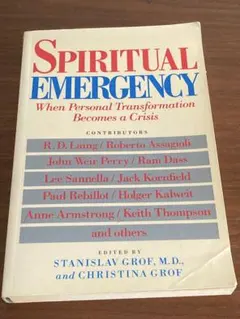 SPIRITUAL
EMERGENCY
When Personal Transformation
Becomes a Crisis
CONTRIBUTORS
R. D. Laing / Roberto Assagioli
John Weir Perry / Ram Dass
Lee Sannella / Jack Kornfield
Paul Rebillot / Holger Kalweit
Anne Armstrong / Keith Thompson
and others
EDITED BY
STANISLAV GROF, M.D.,
and CHRISTINA GROF